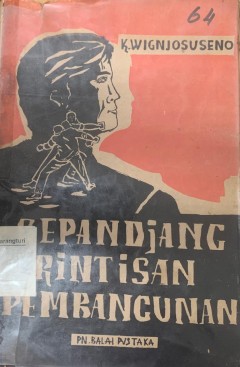 64
K.WIGNJOSUSENO
SEPANDJANG
RINTISAN
PEMBANGUNAN
PN.BALAI PUSTAKA